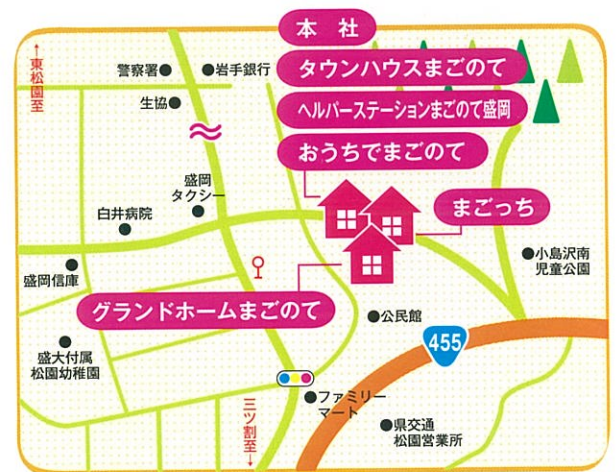 本 社
タウンハウスまごのて
ヘルパーステーションまごのて盛岡
おうちでまごのて
まごっち
グランドホームまごのて
↑東松園至
警察署
岩手銀行
生協
盛岡
タクシー
白井病院
盛岡信庫
盛大付属
松園幼稚園
小島沢南
児童公園
公民館
455
ファミリー
マート
三ツ割至↓
県交通
松園営業所